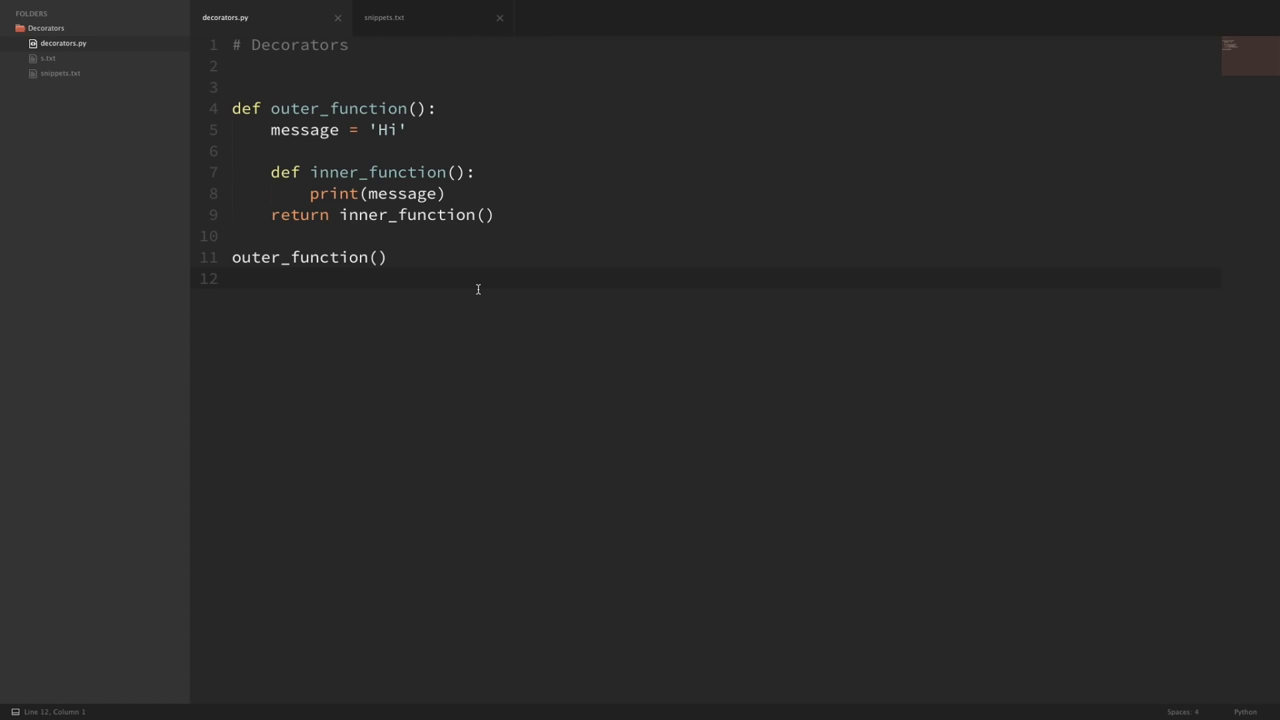 FOLDERS
Decorators
decorators.py
s.txt
snippets.txt
decorators.py
snippets.txt
1 # Decorators
2
3
4 def outer_function():
5     message = 'Hi'
6
7     def inner_function():
8         print(message)
9     return inner_function()
10
11 outer_function()
12
Line 12, Column 1
Spaces: 4
Python